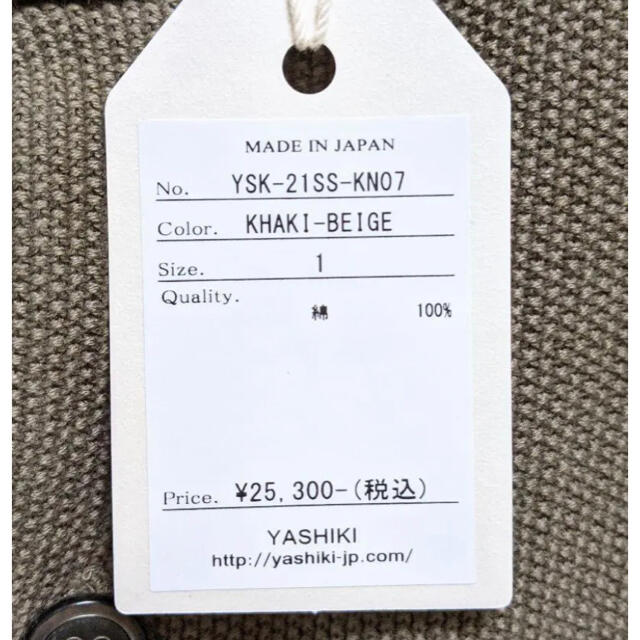 MADE IN JAPAN
No. YSK-21SS-KN07
Color. KHAKI-BEIGE
Size. 1
Quality.
綿 100%
Price. ¥25,300-(税込)
YASHIKI
http://yashiki-jp.com/